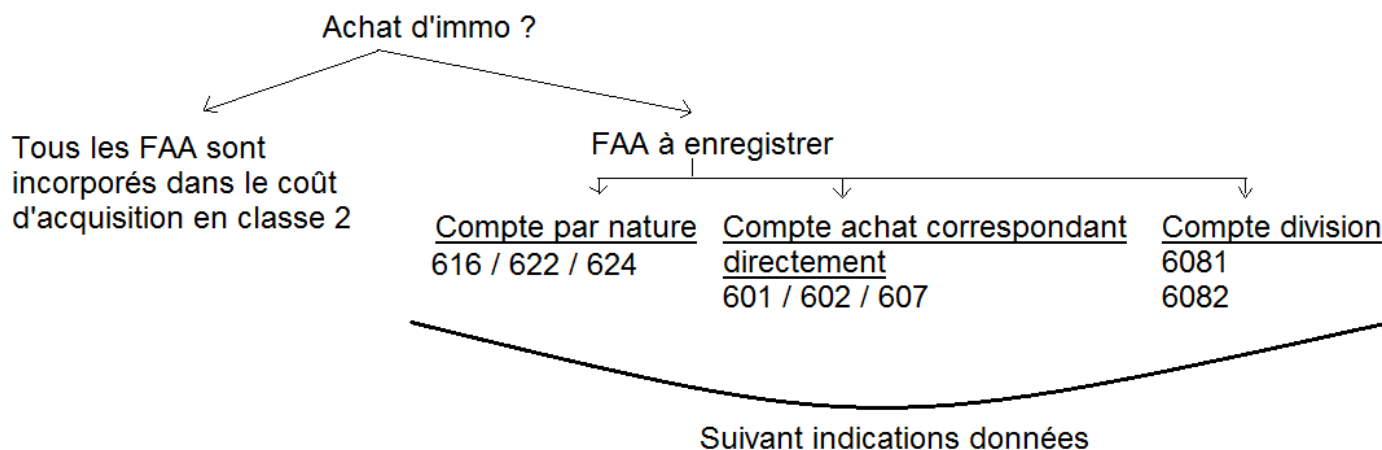 Achat d'immo ?
Tous les FAA sont
incorporés dans le coût
d'acquisition en classe 2
FAA à enregistrer
Compte par nature
616 / 622 / 624
Compte achat correspondant
directement
601 / 602 / 607
Compte division
6081
6082
Suivant indications données